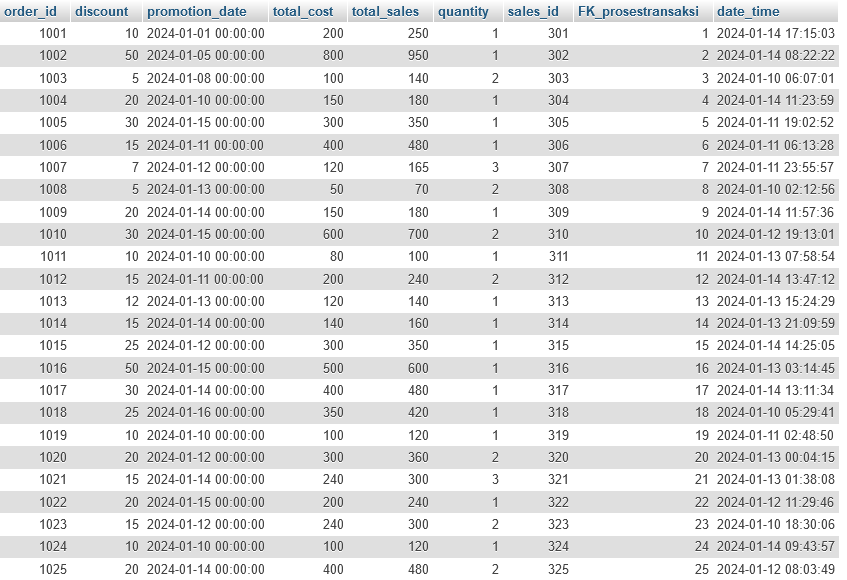 order_id discount promotion_date total_cost total_sales quantity sales_id FK_prosestransaksi date_time
1001 10 2024-01-01 00:00:00 200 250 1 301 1 2024-01-14 17:15:03
1002 50 2024-01-05 00:00:00 800 950 1 302 2 2024-01-14 08:22:22
1003 5 2024-01-08 00:00:00 100 140 2 303 3 2024-01-10 06:07:01
1004 20 2024-01-10 00:00:00 150 180 1 304 4 2024-01-14 11:23:59
1005 30 2024-01-15 00:00:00 300 350 1 305 5 2024-01-11 19:02:52
1006 15 2024-01-11 00:00:00 400 480 1 306 6 2024-01-11 06:13:28
1007 7 2024-01-12 00:00:00 120 165 3 307 7 2024-01-11 23:55:57
1008 5 2024-01-13 00:00:00 50 70 2 308 8 2024-01-10 02:12:56
1009 20 2024-01-14 00:00:00 150 180 1 309 9 2024-01-14 11:57:36
1010 30 2024-01-15 00:00:00 600 700 2 310 10 2024-01-12 19:13:01
1011 10 2024-01-10 00:00:00 80 100 1 311 11 2024-01-13 07:58:54
1012 15 2024-01-11 00:00:00 200 240 2 312 12 2024-01-14 13:47:12
1013 12 2024-01-13 00:00:00 120 140 1 313 13 2024-01-13 15:24:29
1014 15 2024-01-14 00:00:00 140 160 1 314 14 2024-01-13 21:09:59
1015 25 2024-01-12 00:00:00 300 350 1 315 15 2024-01-14 14:25:05
1016 50 2024-01-15 00:00:00 500 600 1 316 16 2024-01-13 03:14:45
1017 30 2024-01-14 00:00:00 400 480 1 317 17 2024-01-14 13:11:34
1018 25 2024-01-16 00:00:00 350 420 1 318 18 2024-01-10 05:29:41
1019 10 2024-01-10 00:00:00 100 120 1 319 19 2024-01-11 02:48:50
1020 20 2024-01-12 00:00:00 300 360 2 320 20 2024-01-13 00:04:15
1021 15 2024-01-14 00:00:00 240 300 3 321 21 2024-01-13 01:38:08
1022 20 2024-01-15 00:00:00 200 240 1 322 22 2024-01-12 11:29:46
1023 15 2024-01-12 00:00:00 240 300 2 323 23 2024-01-10 18:30:06
1024 10 2024-01-10 00:00:00 100 120 1 324 24 2024-01-14 09:43:57
1025 20 2024-01-14 00:00:00 400 480 2 325 25 2024-01-12 08:03:49